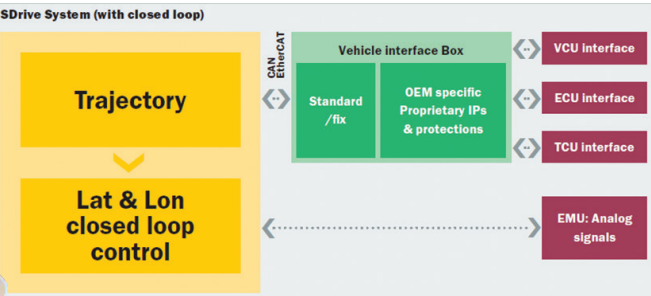 SDrive System (with closed loop)
CAN
EtherCAT
Vehicle interface Box
VCU interface
Trajectory
Standard
/fix
OEM specific
Proprietary IPs
& protections
ECU interface
TCU interface
Lat & Lon
closed loop
control
EMU: Analog
signals